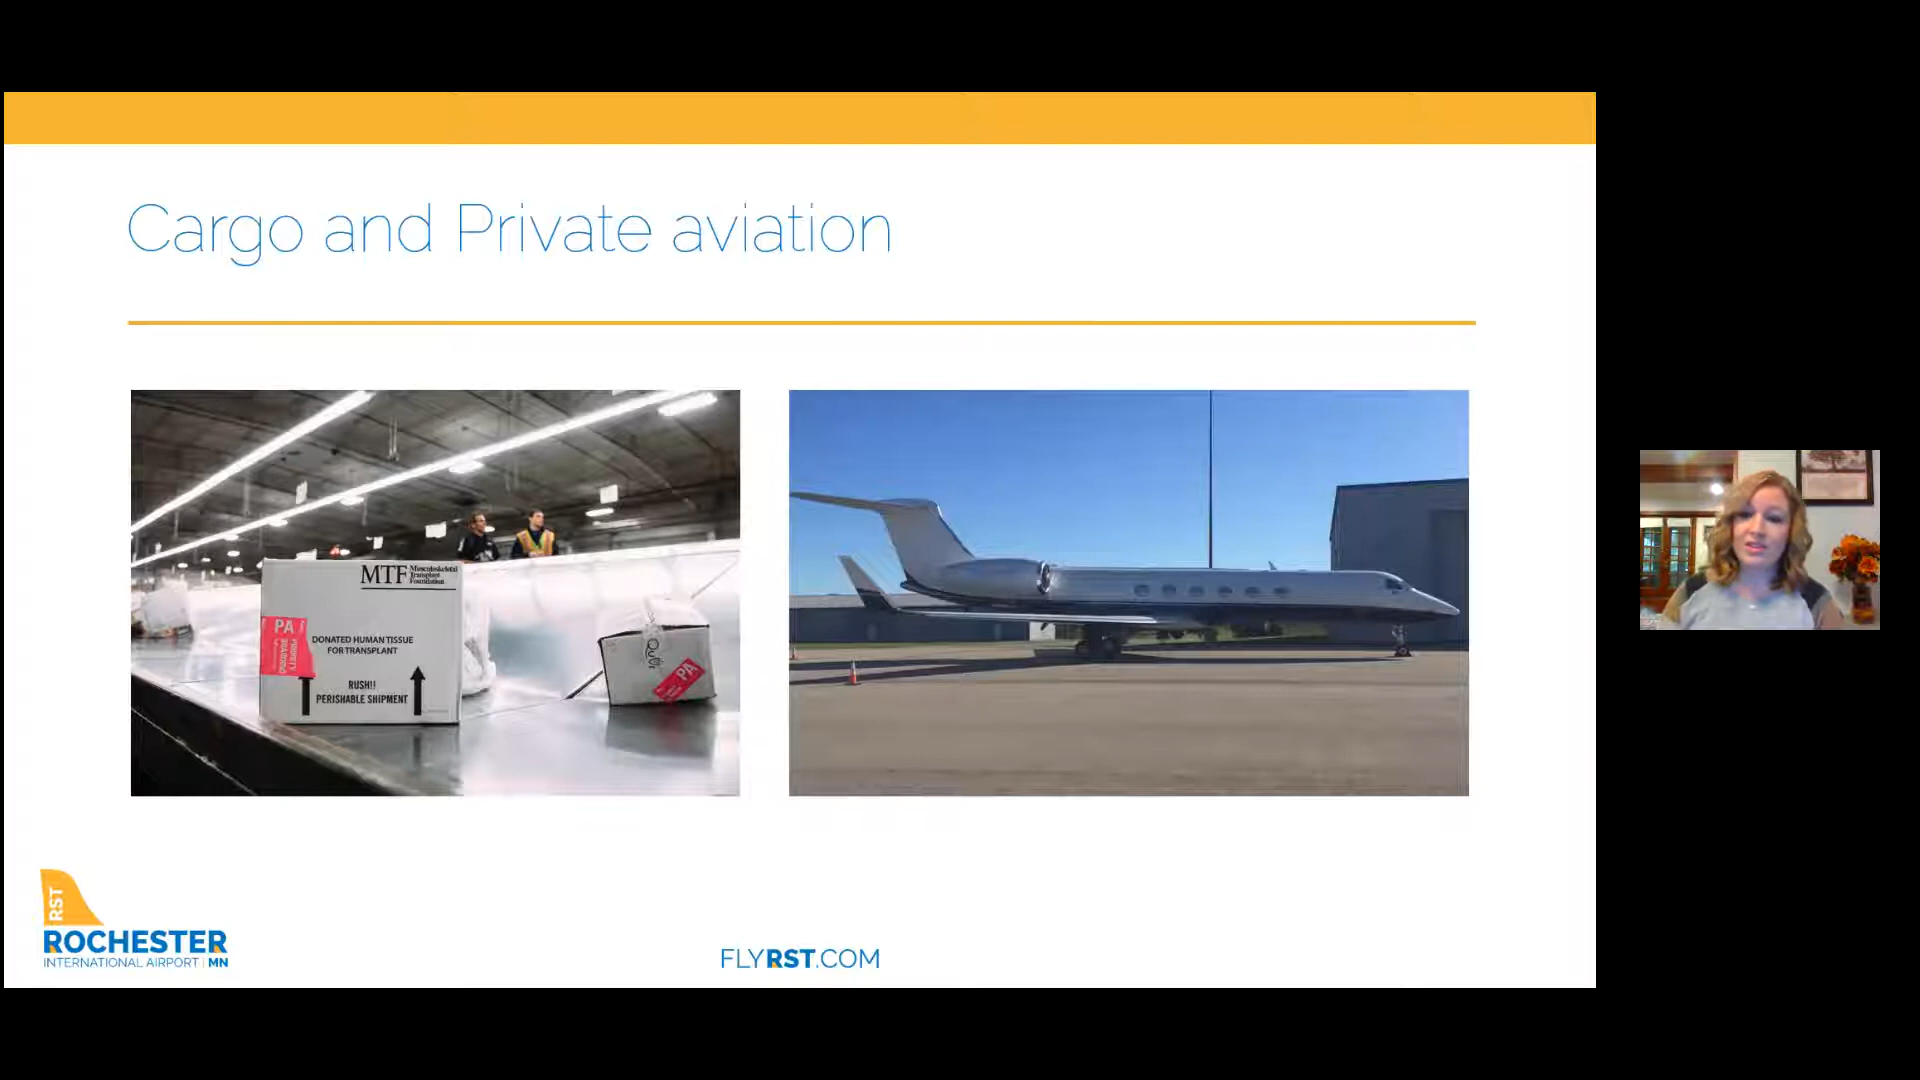 Cargo and Private aviation
MTF Musculoskeletal
Transplant
Foundation
PA
DONATED HUMAN TISSUE
FOR TRANSPLANT
RUSH!!
PERISHABLE SHIPMENT
PA
RST
ROCHESTER
INTERNATIONAL AIRPORT | MN
FLYRST.COM